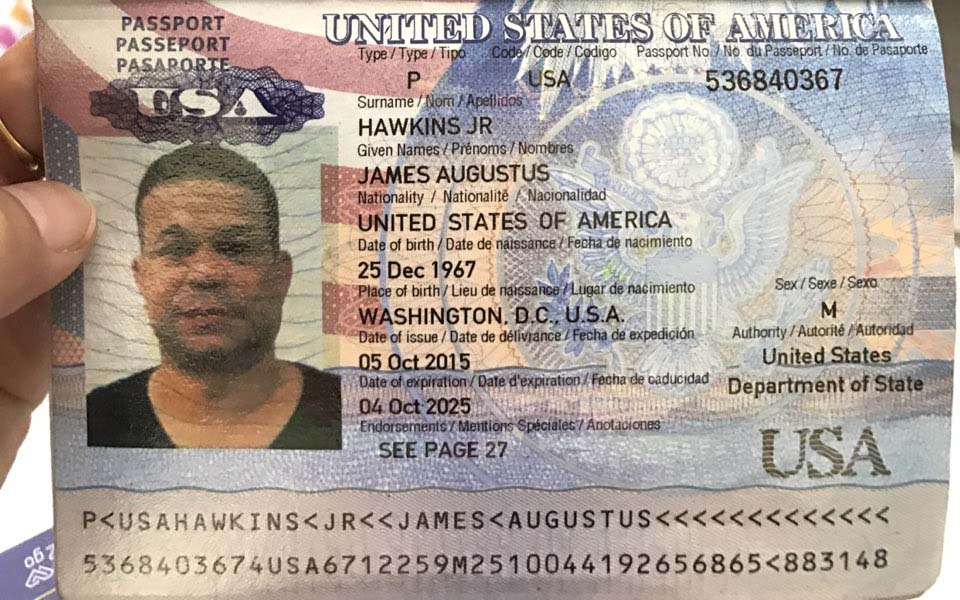 PASSPORT
PASSEPORT
PASAPORTE
USA
UNITED STATES OF AMERICA
Type / Type / Tipo Code / Code / Codigo Passport No. / No. du Passeport / No. de Pasaporte
P USA 536840367
Surname / Nom / Apellidos
HAWKINS JR
Given Names / Prénoms / Nombres
JAMES AUGUSTUS
Nationality / Nationalité / Nacionalidad
UNITED STATES OF AMERICA
Date of birth / Date de naissance / Fecha de nacimiento
25 Dec 1967
Place of birth / Lieu de naissance / Lugar de nacimiento
WASHINGTON, D.C., U.S.A.
Sex / Sexe / Sexo
M
Date of issue / Date de délivrance / Fecha de expedición
05 Oct 2015
Authority / Autorité / Autoridad
United States
Department of State
Date of expiration / Date d'expiration / Fecha de caducidad
04 Oct 2025
Endorsements / Mentions Spéciales / Anotaciones
SEE PAGE 27
USA
P<USAHAWKINS<JR<<JAMES<AUGUSTUS<<<<<<<<<<<<<
5368403674USA6712259M2510044192656865<883148